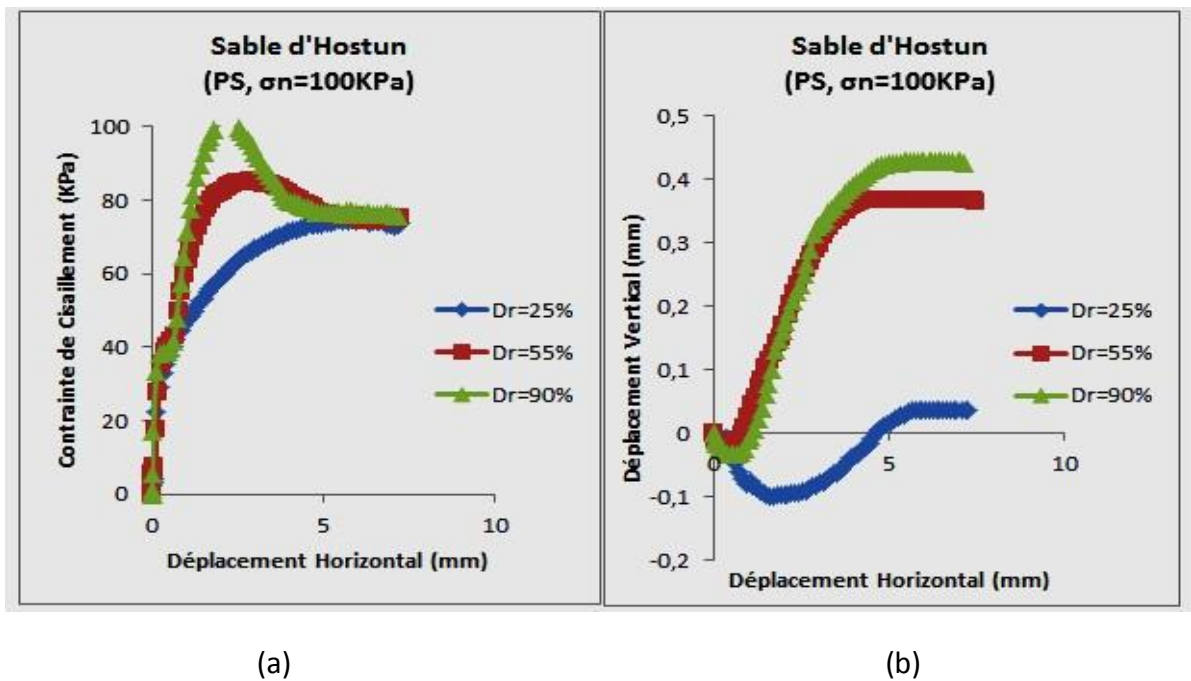 Sable d'Hostun
(PS, σn=100KPa)
Contrainte de Cisaillement (KPa)
100
80
60
40
20
0
0
5
10
Déplacement Horizontal (mm)
Dr=25%
Dr=55%
Dr=90%
Sable d'Hostun
(PS, σn=100KPa)
Déplacement Vertical (mm)
0,5
0,4
0,3
0,2
0,1
0
-0,1
-0,2
0
5
10
Déplacement Horizontal (mm)
Dr=25%
Dr=55%
Dr=90%
(a)
(b)